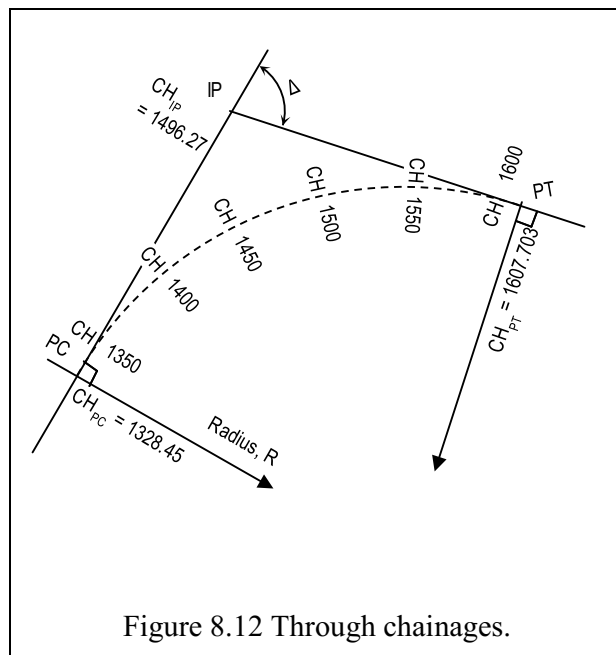 IP
Δ
CH_IP
= 1496.27
CH 1600
PT
CH 1550
CH 1500
CH 1450
CH 1400
CH 1350
PC
CH_PC = 1328.45
Radius, R
CH_PT = 1607.703
Figure 8.12 Through chainages.